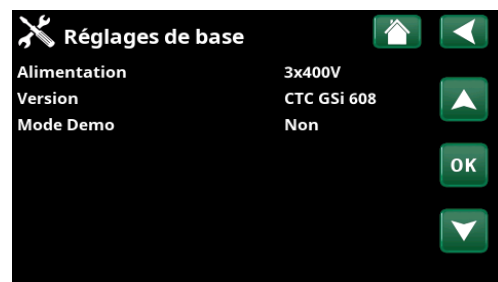 Réglages de base
Alimentation 3x400V
Version CTC GSi 608
Mode Demo Non
OK